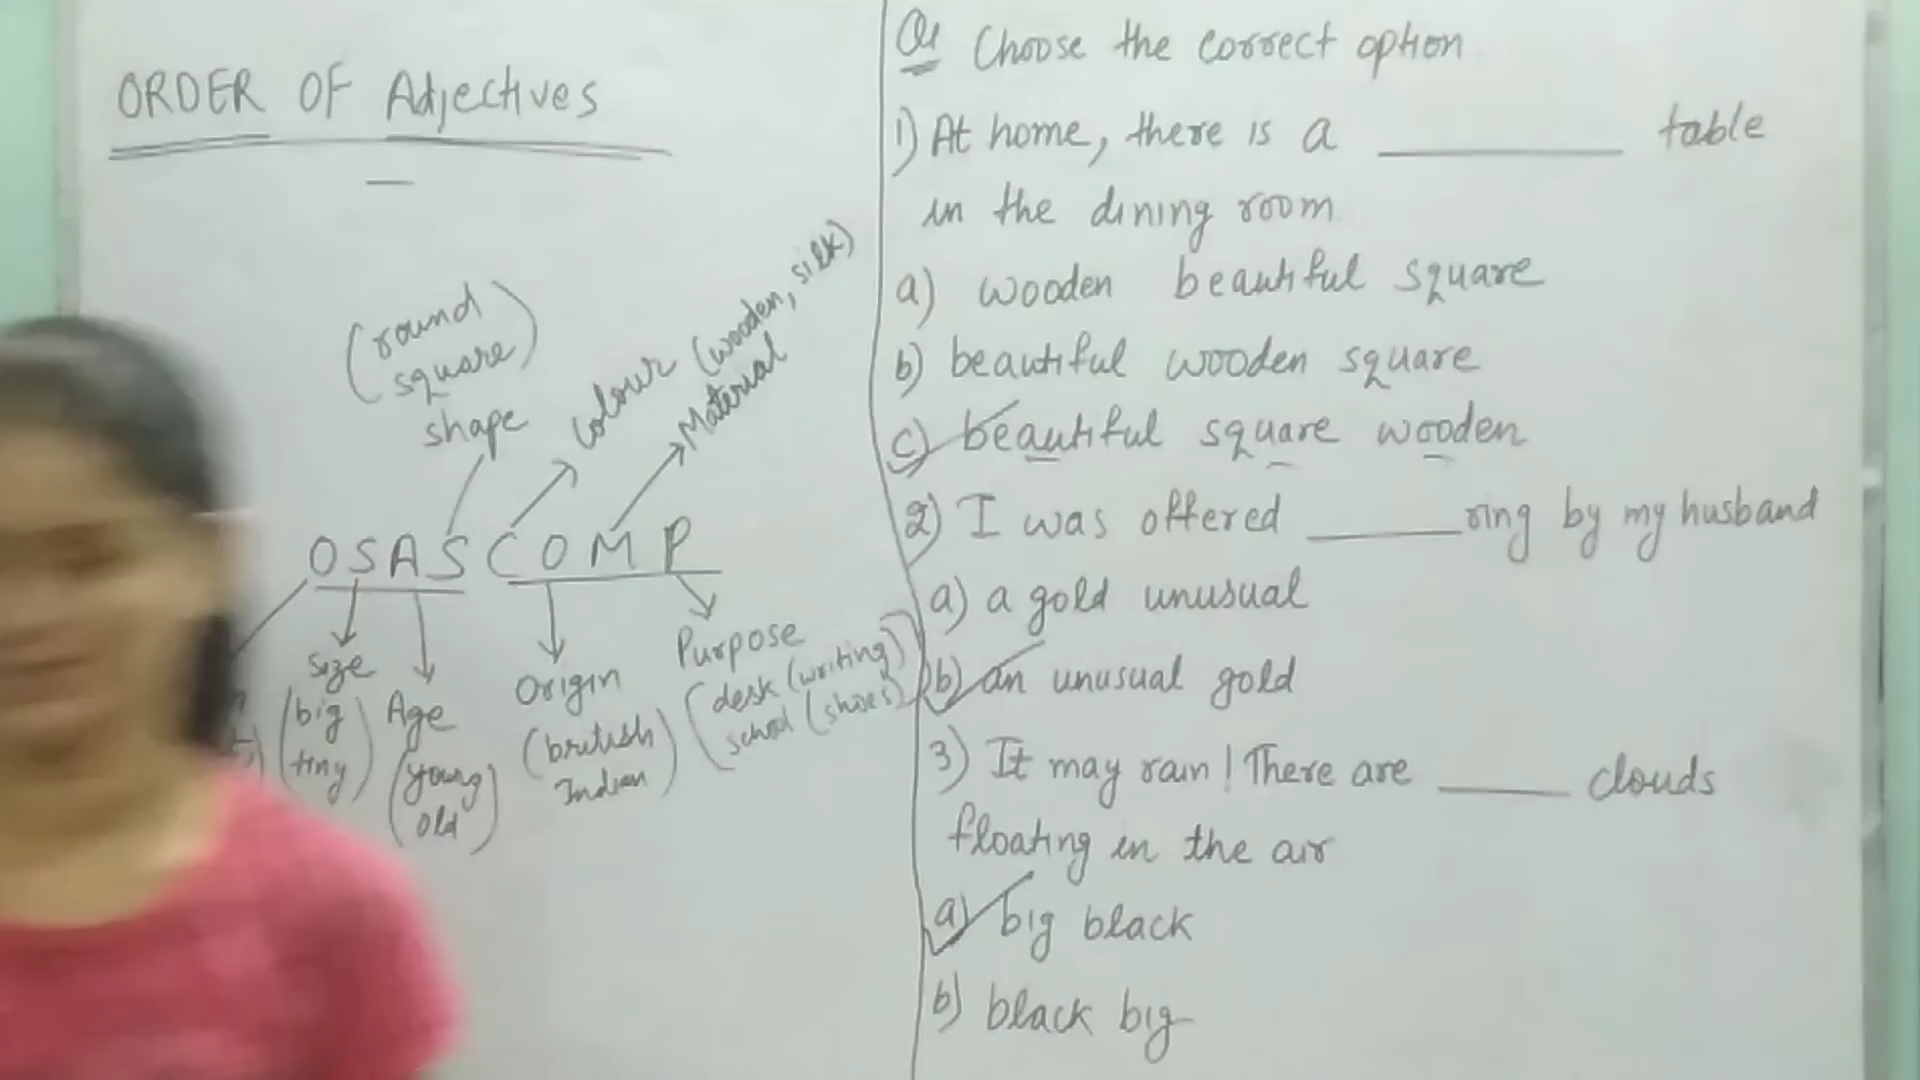 ORDER OF Adjectives
(round
square)
shape
colour (wooden, silk)
Material
OSASCOMP
Size
(big
tiny)
Age
(young
old)
Origin
(british
Indian)
Purpose
desk (writing)
school (shoes)
Q1 Choose the correct option
1) At home, there is a ______ table
in the dining room
a) wooden beautiful square
b) beautiful wooden square
c) beautiful square wooden
2) I was offered ______ ring by my husband
a) a gold unusual
b) an unusual gold
3) It may rain! There are ______ clouds
floating in the air
a) big black
b) black big